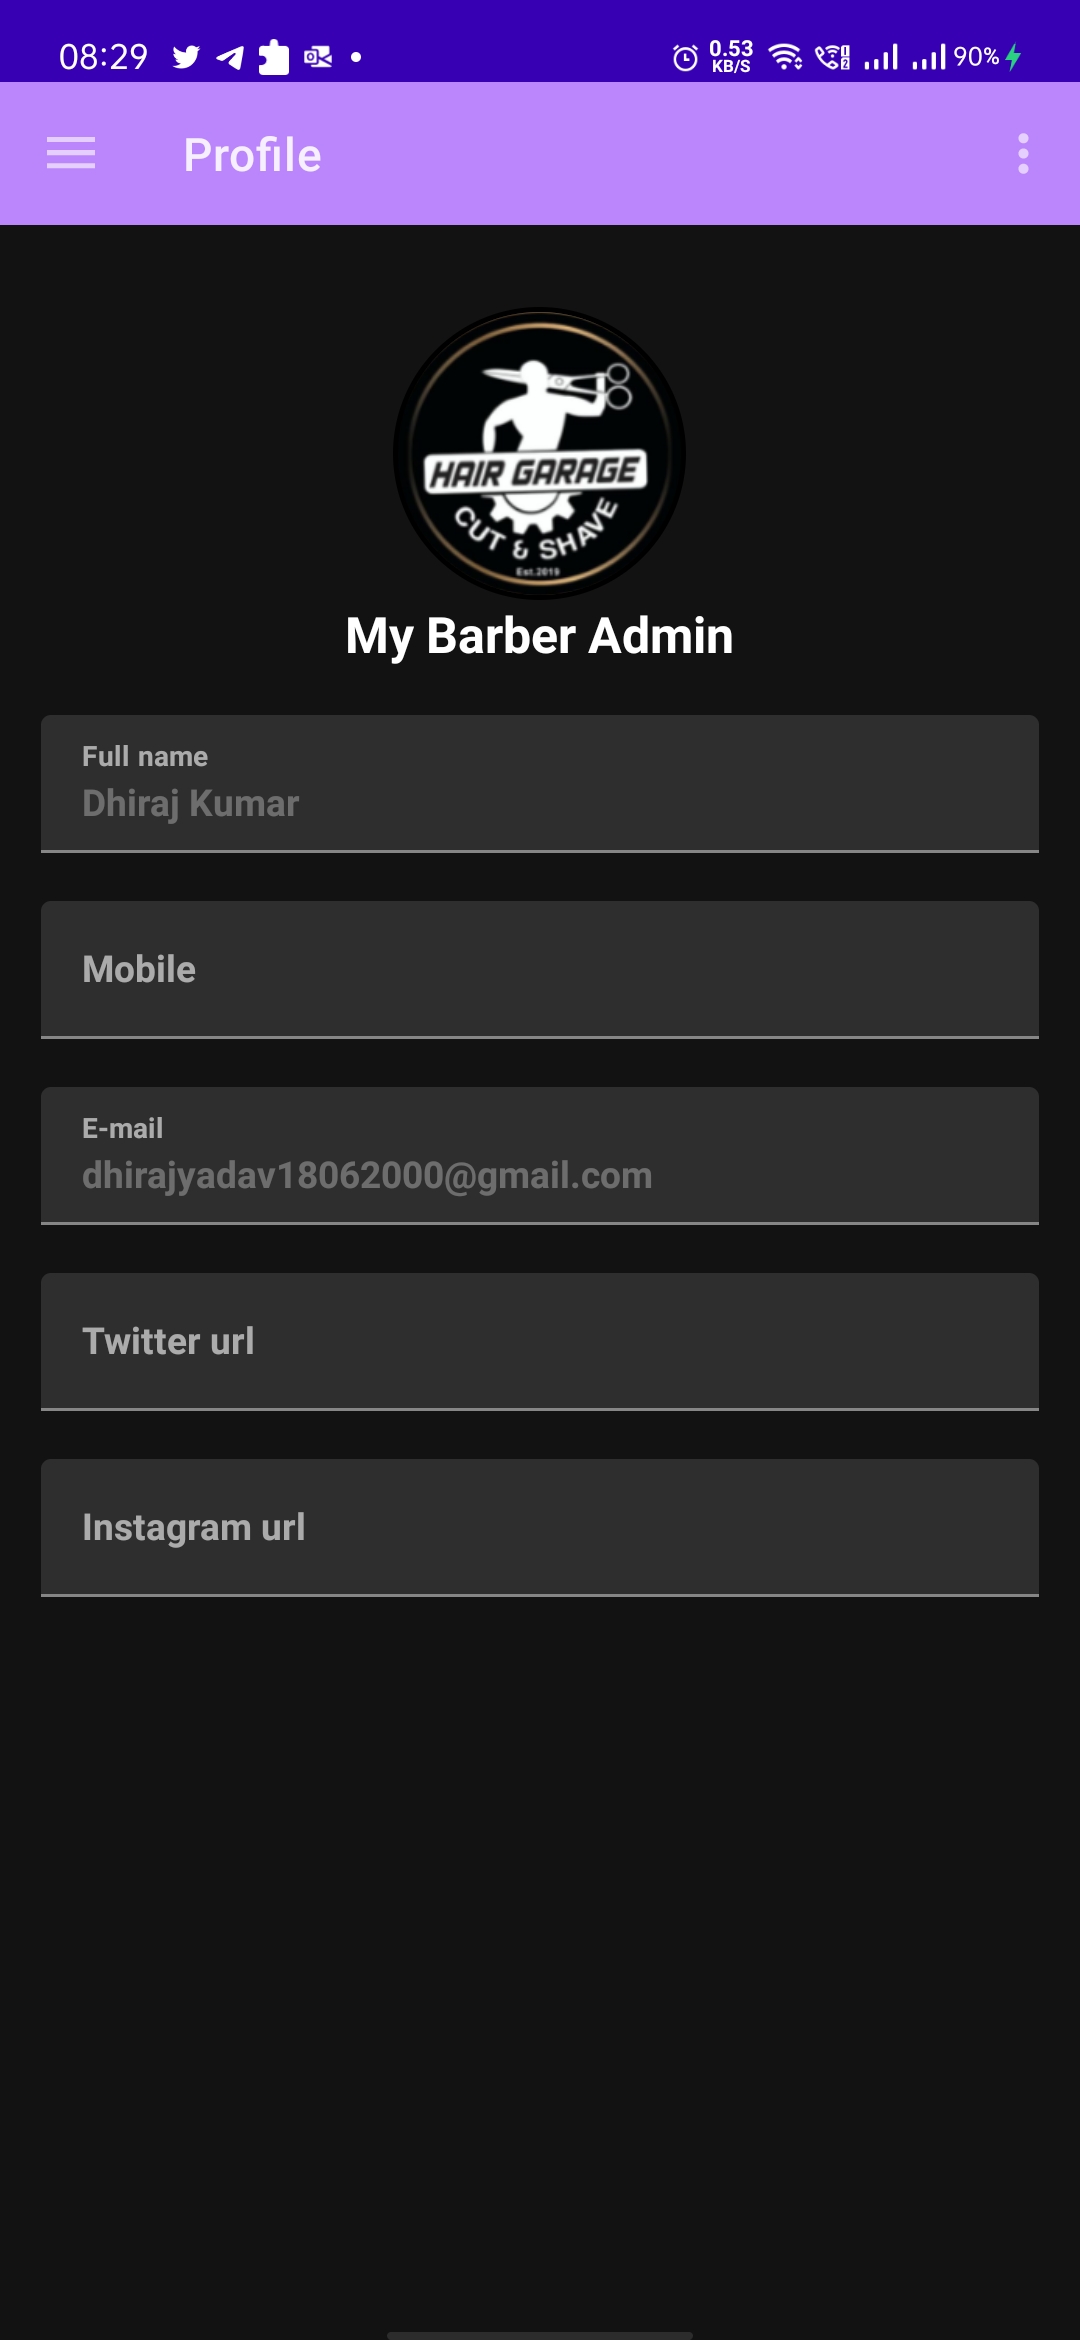 08:29
0.53
KB/S
90%
Profile
HAIR GARAGE
CUT & SHAVE
Est.2019
My Barber Admin
Full name
Dhiraj Kumar
Mobile
E-mail
dhirajyadav18062000@gmail.com
Twitter url
Instagram url